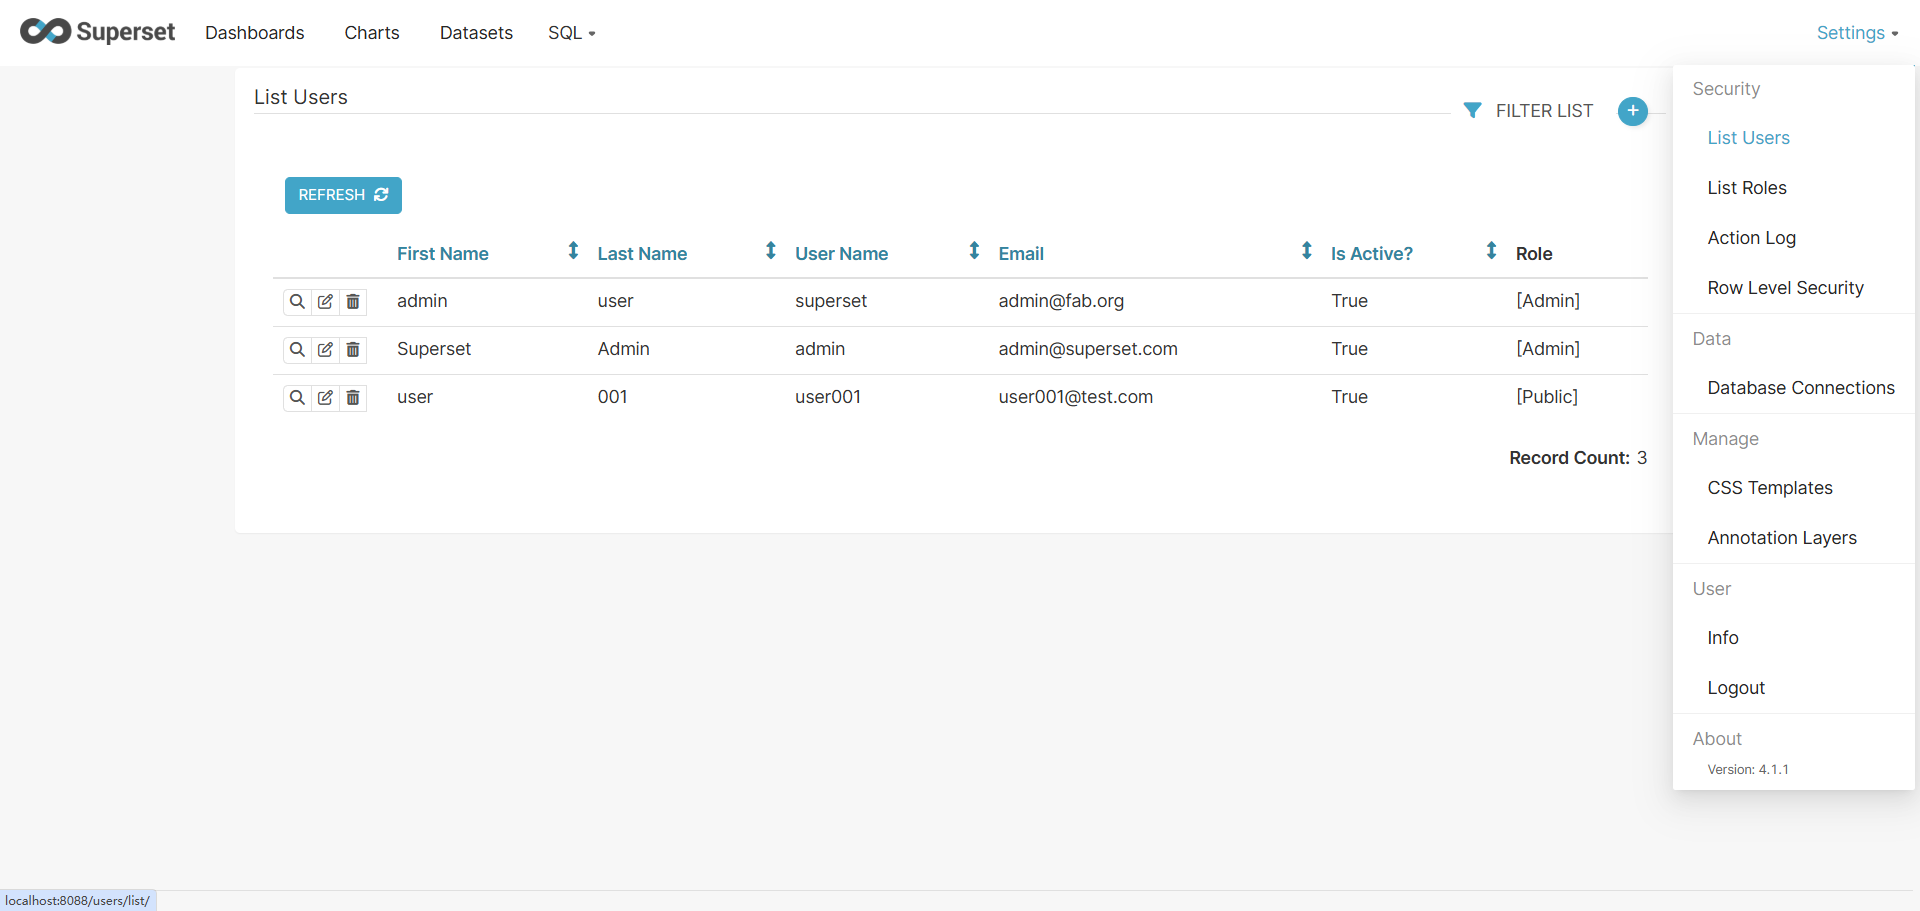 Superset Dashboards Charts Datasets SQL Settings
List Users
FILTER LIST
REFRESH
First Name Last Name User Name Email Is Active? Role
admin user superset admin@fab.org True [Admin]
Superset Admin admin admin@superset.com True [Admin]
user 001 user001 user001@test.com True [Public]
Record Count: 3
Security
List Users
List Roles
Action Log
Row Level Security
Data
Database Connections
Manage
CSS Templates
Annotation Layers
User
Info
Logout
About
Version: 4.1.1
localhost:8088/users/list/